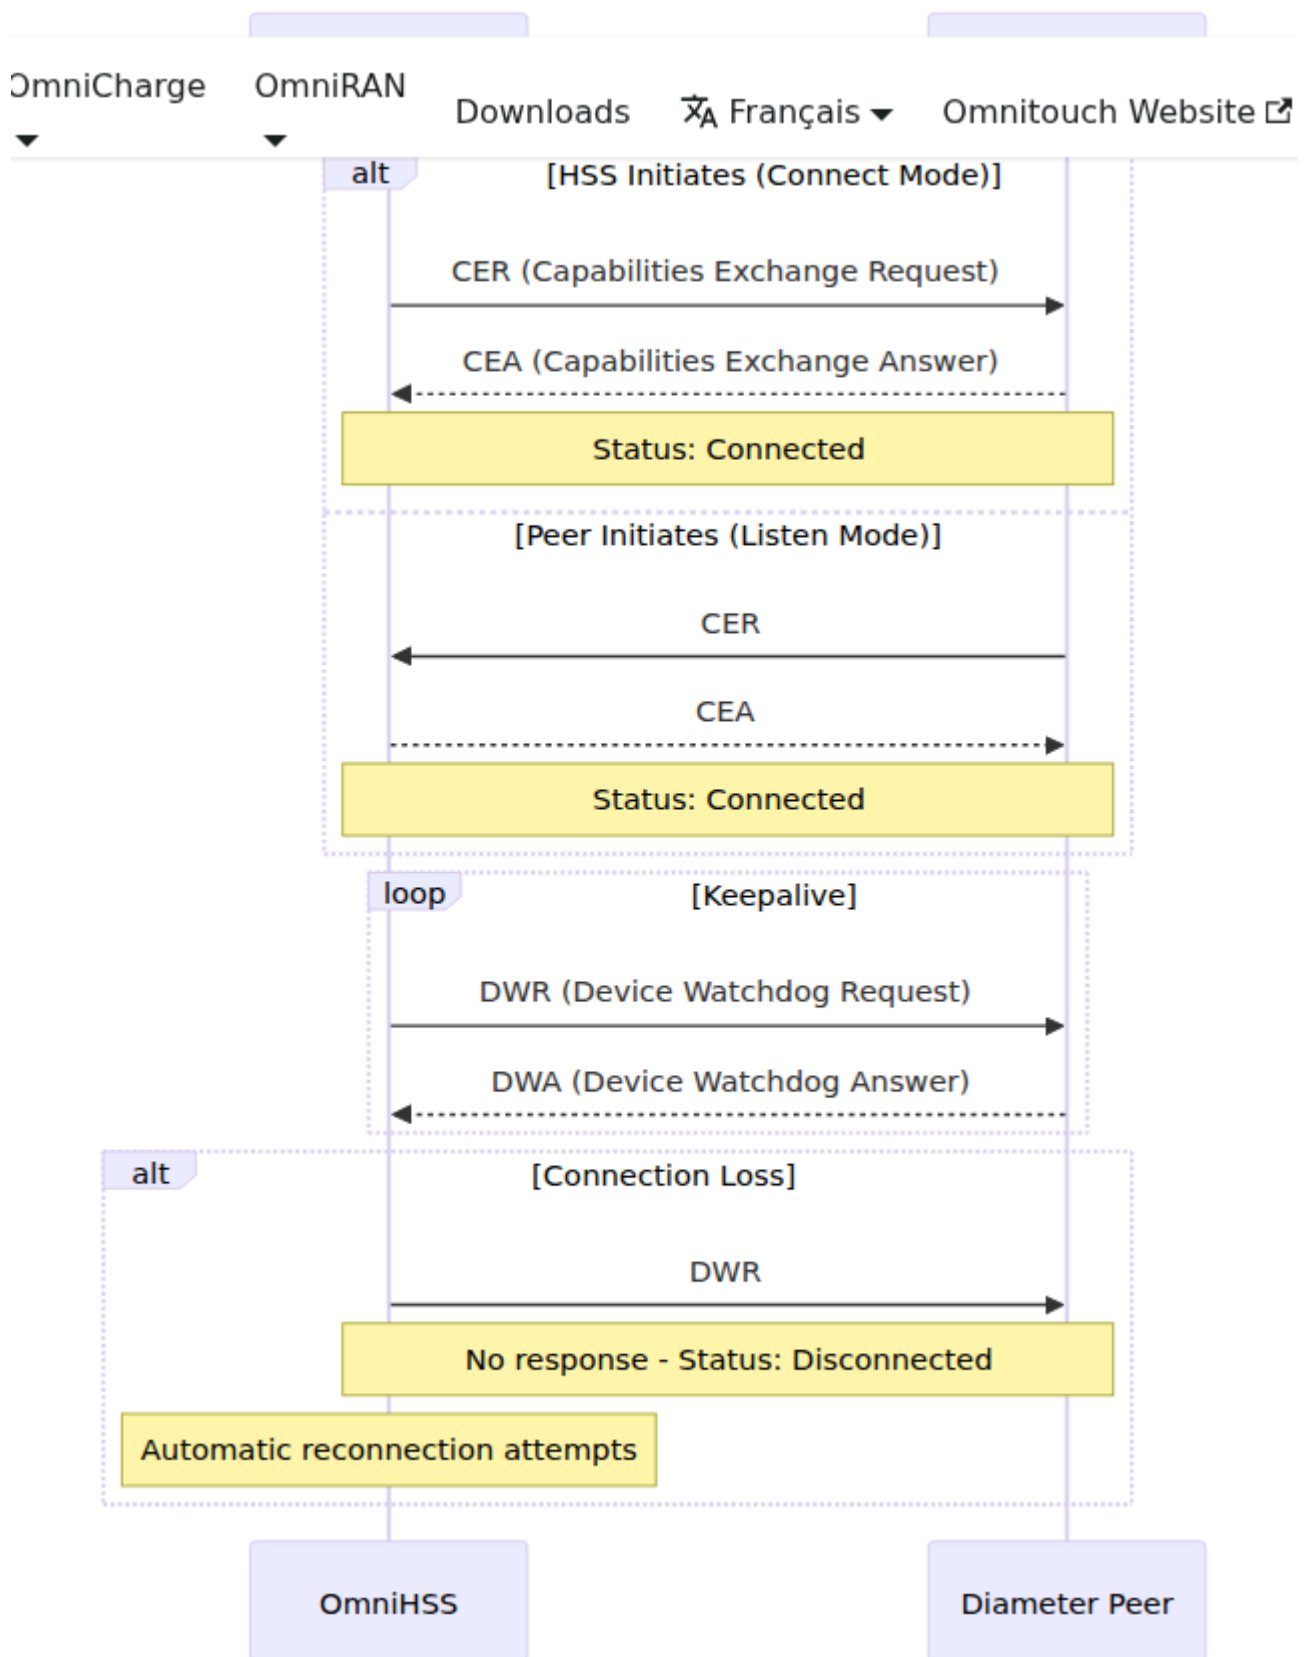 OmniCharge
OmniRAN
Downloads
Français
Omnitouch Website
alt
[HSS Initiates (Connect Mode)]
CER (Capabilities Exchange Request)
CEA (Capabilities Exchange Answer)
Status: Connected
[Peer Initiates (Listen Mode)]
CER
CEA
Status: Connected
loop
[Keepalive]
DWR (Device Watchdog Request)
DWA (Device Watchdog Answer)
alt
[Connection Loss]
DWR
No response - Status: Disconnected
Automatic reconnection attempts
OmniHSS
Diameter Peer